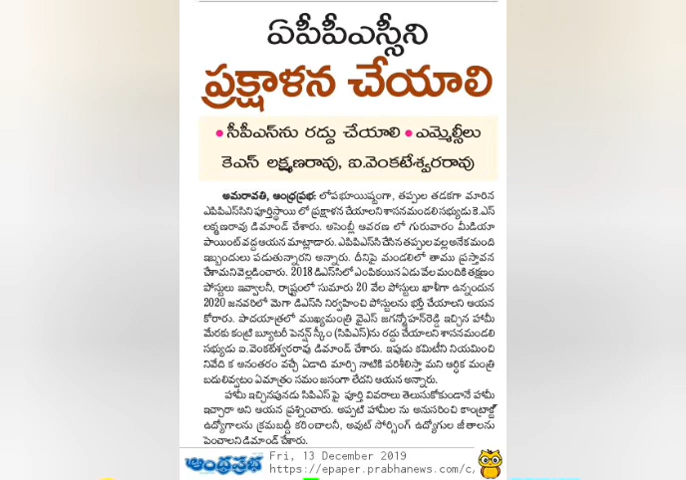 ఏపీపీఎస్సీని
ప్రక్షాళన చేయాలి
• సీపీఎస్‌ను రద్దు చేయాలి • ఎమ్మెల్సీలు
కెఎస్ లక్ష్మణరావు, ఐ.వెంకటేశ్వరరావు
అమరావతి, ఆంధ్రప్రభ: లోపభూయిష్టంగా, తప్పుల తడకగా మారిన
ఎపిపిఎస్‌సిని పూర్తిస్థాయి లో ప్రక్షాళన చేయాలని శాసనమండలి సభ్యుడు కె.ఎస్
లక్ష్మణరావు డిమాండ్ చేశారు. అసెంబ్లీ ఆవరణ లో గురువారం మీడియా
పాయింట్ వద్ద ఆయన మాట్లాడారు. ఎపిపిఎస్‌సి చేసిన తప్పుల వల్ల అనేకమంది
ఇబ్బందులు పడుతున్నారని అన్నారు. దీనిపై మండలిలో తాము ప్రస్తావన
చేశామని వెల్లడించారు. 2018 డిఎస్‌సిలో ఎంపికయిన ఏడు వేల మందికి తక్షణం
పోస్టులు ఇవ్వాలనీ, రాష్ట్రంలో సుమారు 20 వేల పోస్టులు ఖాళీగా ఉన్నందున
2020 జనవరిలో మెగా డిఎస్‌సి నిర్వహించి పోస్టులను భర్తీ చేయాలని ఆయన
కోరారు. పాదయాత్రలో ముఖ్యమంత్రి వైఎస్ జగన్మోహన్‌రెడ్డి ఇచ్చిన హామీ
మేరకు కంట్రి బ్యూటరీ పెన్షన్ స్కీం (సిపిఎస్)ను రద్దు చేయాలని శాసనమండలి
సభ్యుడు ఐ.వెంకటేశ్వరరావు డిమాండ్ చేశారు. ఇపుడు కమిటీని నియమించి
నివేది క అనంతరం వచ్చే ఏడాది మార్చి నాటికి పరిశీలిస్తా మని ఆర్ధిక మంత్రి
బదులివ్వటం ఏమాత్రం సమం జసంగా లేదని ఆయన అన్నారు.
హామీ ఇచ్చినపుడు సిపిఎస్ పై పూర్తి వివరాలు తెలుసుకోకుండానే హామీ
ఇచ్చారా అని ఆయన ప్రశ్నించారు. అప్పటి హామీల ను అనుసరించి కాంట్రాక్ట్
ఉద్యోగాలను క్రమబద్దీ కరించాలనీ, అవుట్ సోర్సింగ్ ఉద్యోగుల జీతాలను
పెంచాలని డిమాండ్ చేశారు.
ఆంధ్రప్రభ Fri, 13 December 2019
https://epaper.prabhanews.com/c/